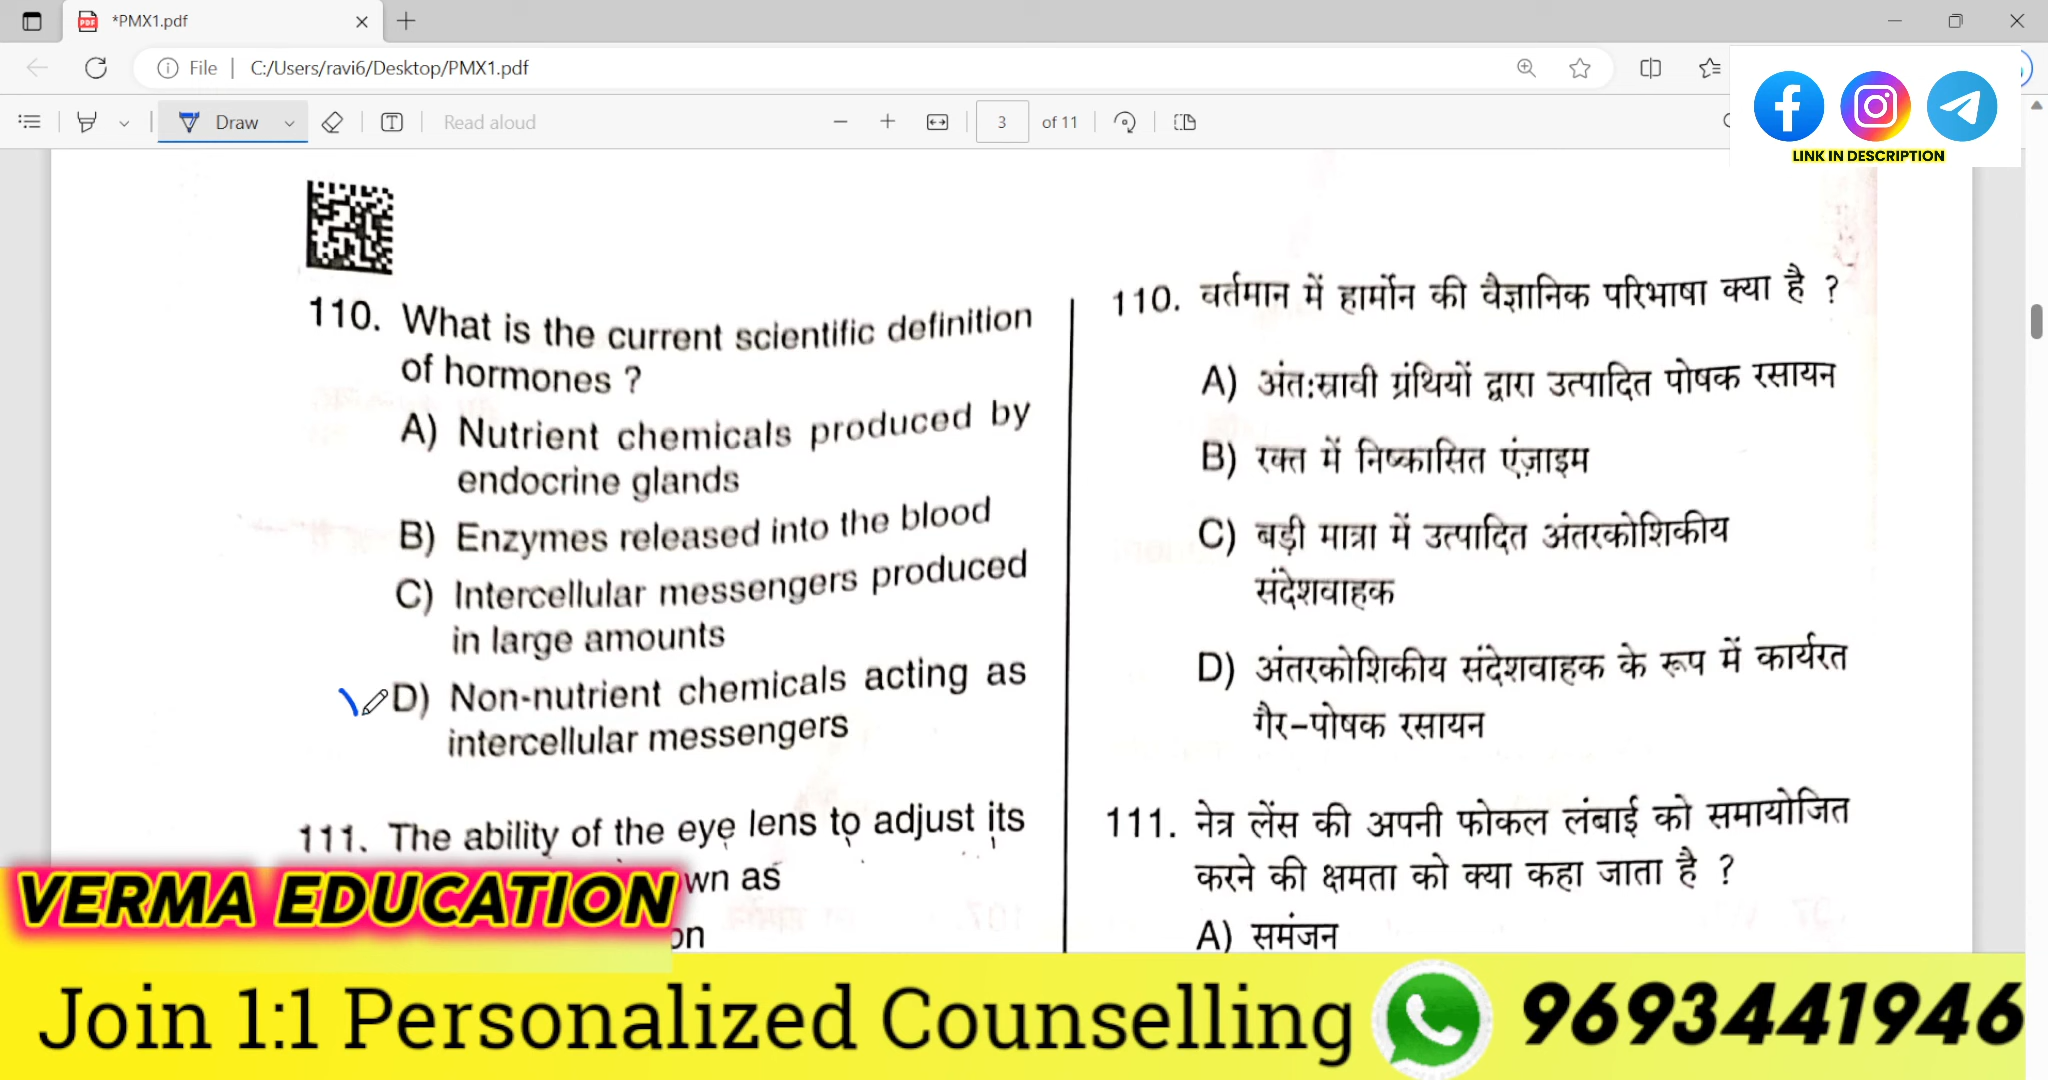 *PMX1.pdf
File | C:/Users/ravi6/Desktop/PMX1.pdf
Draw
Read aloud
3 of 11
LINK IN DESCRIPTION
110. What is the current scientific definition
of hormones ?
A) Nutrient chemicals produced by
endocrine glands
B) Enzymes released into the blood
C) Intercellular messengers produced
in large amounts
D) Non-nutrient chemicals acting as
intercellular messengers
111. The ability of the eye lens to adjust its
wn as
on
110. वर्तमान में हार्मोन की वैज्ञानिक परिभाषा क्या है ?
A) अंत:स्रावी ग्रंथियों द्वारा उत्पादित पोषक रसायन
B) रक्त में निष्कासित एंज़ाइम
C) बड़ी मात्रा में उत्पादित अंतरकोशिकीय
संदेशवाहक
D) अंतरकोशिकीय संदेशवाहक के रूप में कार्यरत
गैर-पोषक रसायन
111. नेत्र लेंस की अपनी फोकल लंबाई को समायोजित
करने की क्षमता को क्या कहा जाता है ?
A) समंजन
VERMA EDUCATION
Join 1:1 Personalized Counselling 9693441946